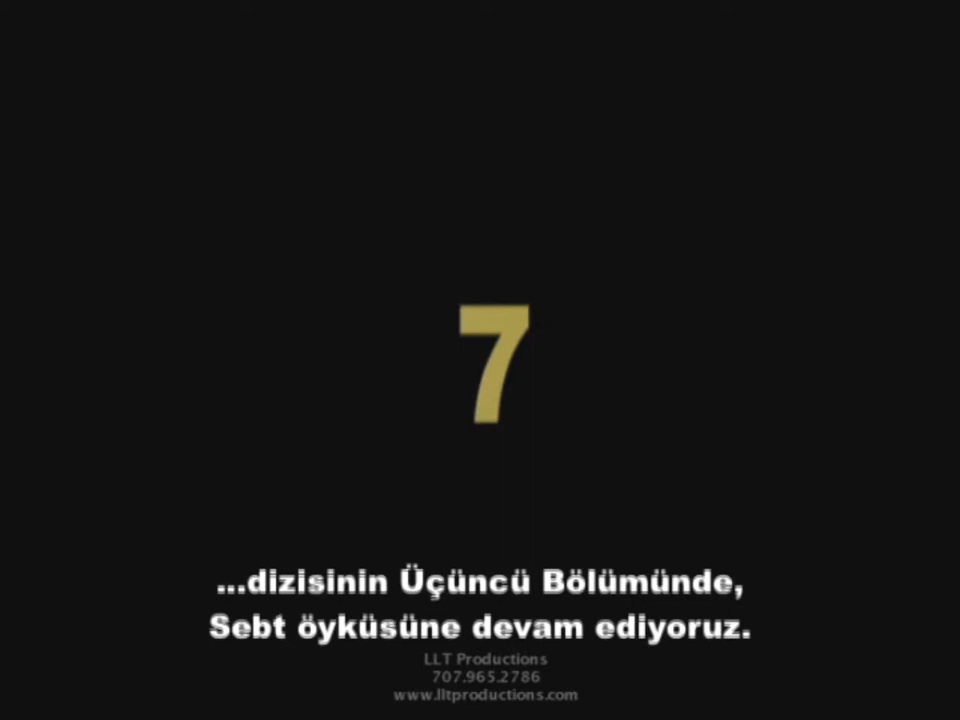 7
...dizisinin Üçüncü Bölümünde,
Sebt öyküsüne devam ediyoruz.
LLT Productions
707.965.2786
www.lltproductions.com